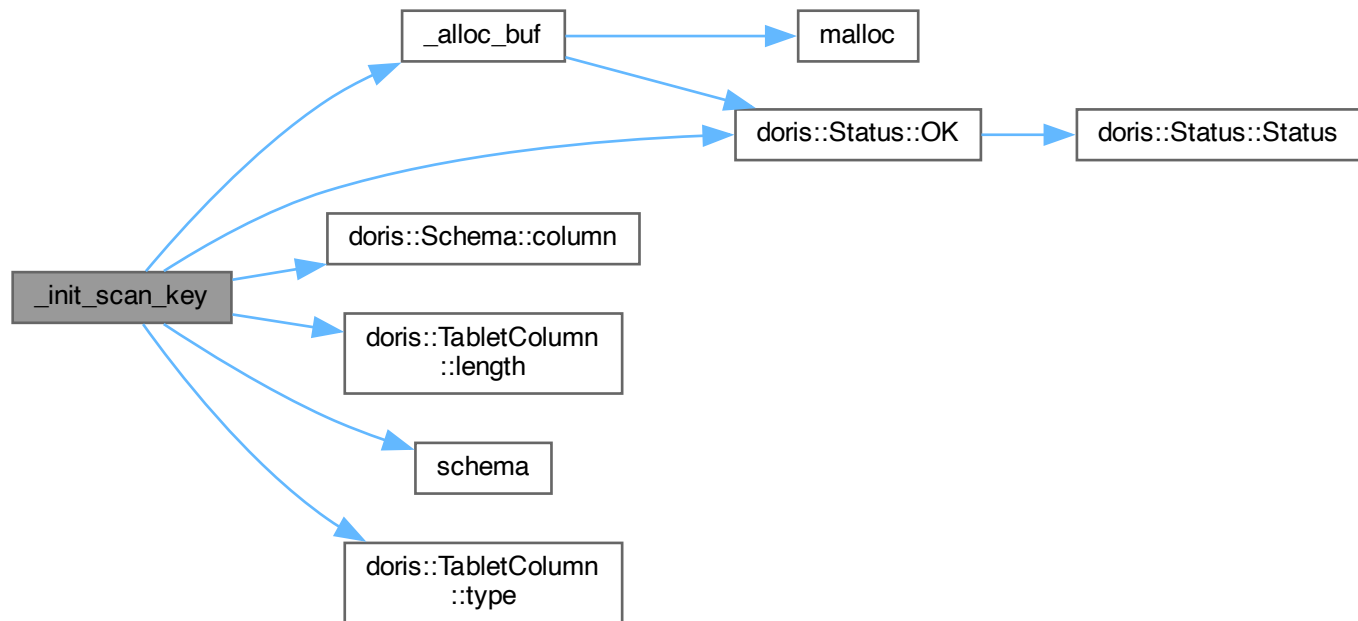 _alloc_buf
malloc
doris::Status::OK
doris::Status::Status
doris::Schema::column
_init_scan_key
doris::TabletColumn
::length
schema
doris::TabletColumn
::type